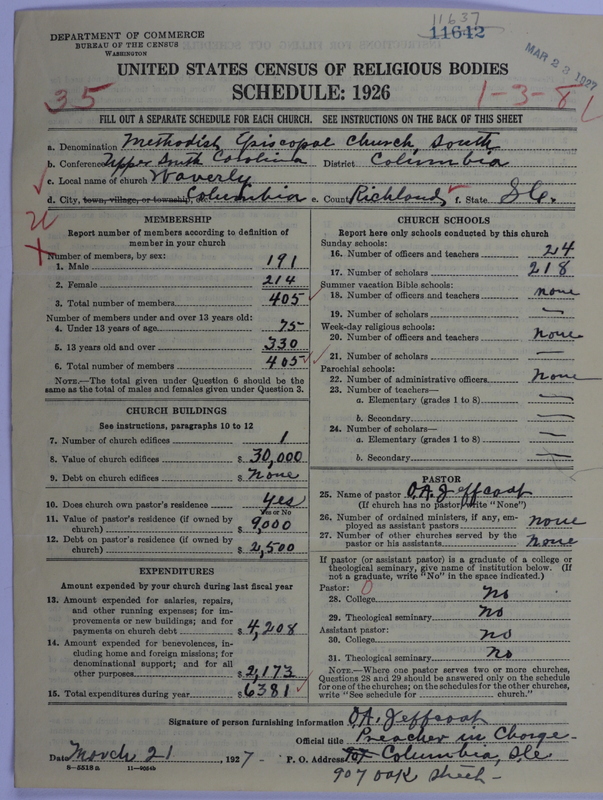 11637
11642
DEPARTMENT OF COMMERCE
BUREAU OF THE CENSUS
WASHINGTON
MAR 23 1927
UNITED STATES CENSUS OF RELIGIOUS BODIES
SCHEDULE: 1926
35
1-3-81
FILL OUT A SEPARATE SCHEDULE FOR EACH CHURCH. SEE INSTRUCTIONS ON THE BACK OF THIS SHEET
a. Denomination Methodist Episcopal Church, South
b. Conference Upper South Carolina District Columbia
c. Local name of church Waverly
d. City, town, village, or township, etc. Columbia e. County Richland f. State S.C.
MEMBERSHIP
Report number of members according to definition of member in your church
Number of members, by sex:
1. Male 191
2. Female 214
3. Total number of members 405
Number of members under and over 13 years old:
4. Under 13 years of age 75
5. 13 years old and over 330
6. Total number of members 405
NOTE.—The total given under Question 6 should be the same as the total of males and females given under Question 3.
CHURCH BUILDINGS
See instructions, paragraphs 10 to 12
7. Number of church edifices 1
8. Value of church edifices $ 30,000
9. Debt on church edifices $ None
10. Does church own pastor's residence yes
Yes or No
11. Value of pastor's residence (if owned by church) $ 9,000
12. Debt on pastor's residence (if owned by church) $ 2,500
EXPENDITURES
Amount expended by your church during last fiscal year
13. Amount expended for salaries, repairs, and other running expenses; for improvements or new buildings; and for payments on church debt $ 4,208
14. Amount expended for benevolences, including home and foreign missions; for denominational support; and for all other purposes $ 2,173
15. Total expenditures during year $ 6381
CHURCH SCHOOLS
Report here only schools conducted by this church
Sunday schools:
16. Number of officers and teachers 24
17. Number of scholars 218
Summer vacation Bible schools:
18. Number of officers and teachers none
19. Number of scholars —
Week-day religious schools:
20. Number of officers and teachers none
21. Number of scholars —
Parochial schools:
22. Number of administrative officers none
23. Number of teachers—
a. Elementary (grades 1 to 8) —
b. Secondary —
24. Number of scholars—
a. Elementary (grades 1 to 8) —
b. Secondary —
PASTOR
25. Name of pastor O.A. Jeffcoat
(If church has no pastor, write "None")
26. Number of ordained ministers, if any, employed as assistant pastors none
27. Number of other churches served by the pastor or his assistants none
If pastor (or assistant pastor) is a graduate of a college or theological seminary, give name of institution below. (If not a graduate, write "No" in the space indicated.)
Pastor:
28. College no
29. Theological seminary no
Assistant pastor:
30. College no
31. Theological seminary no
NOTE.—Where one pastor serves two or more churches, Questions 28 and 29 should be answered only on the schedule for one of the churches; on the schedules for the other churches, write "See schedule for church."
Signature of person furnishing information O.A. Jeffcoat
Official title Preacher in Charge
Date March 21 1927. P. O. Address Columbia, S.C.
907 Oak Street
8-5518a 11-4664